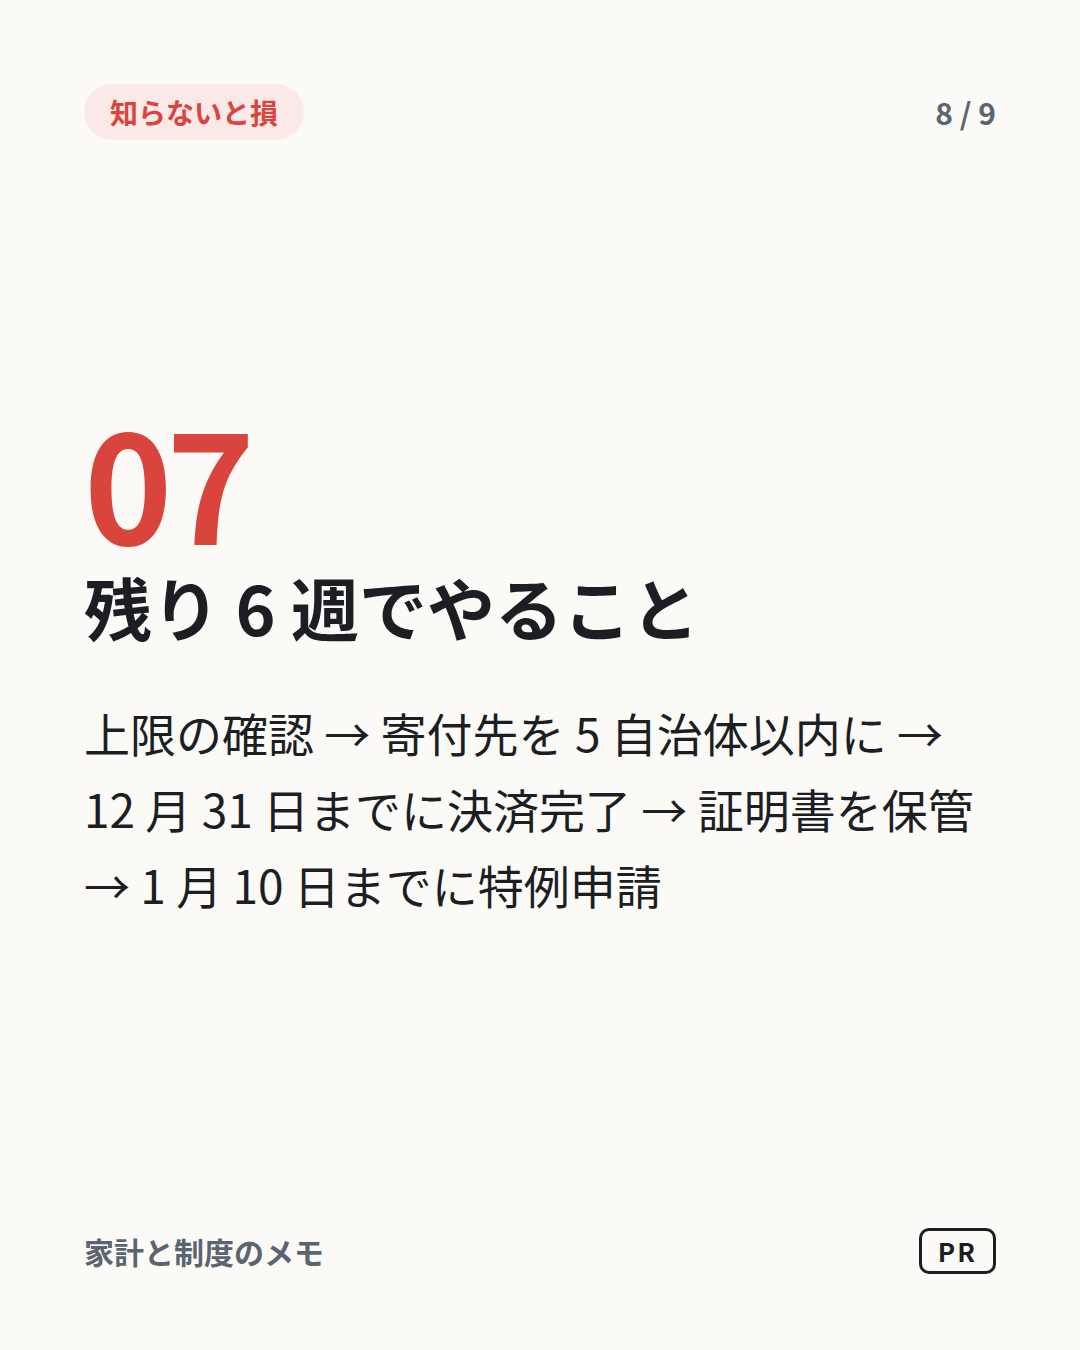 知らないと損
8 / 9
07
残り 6 週でやること
上限の確認 → 寄付先を 5 自治体以内に →
12 月 31 日までに決済完了 → 証明書を保管
→ 1 月 10 日までに特例申請
家計と制度のメモ
PR